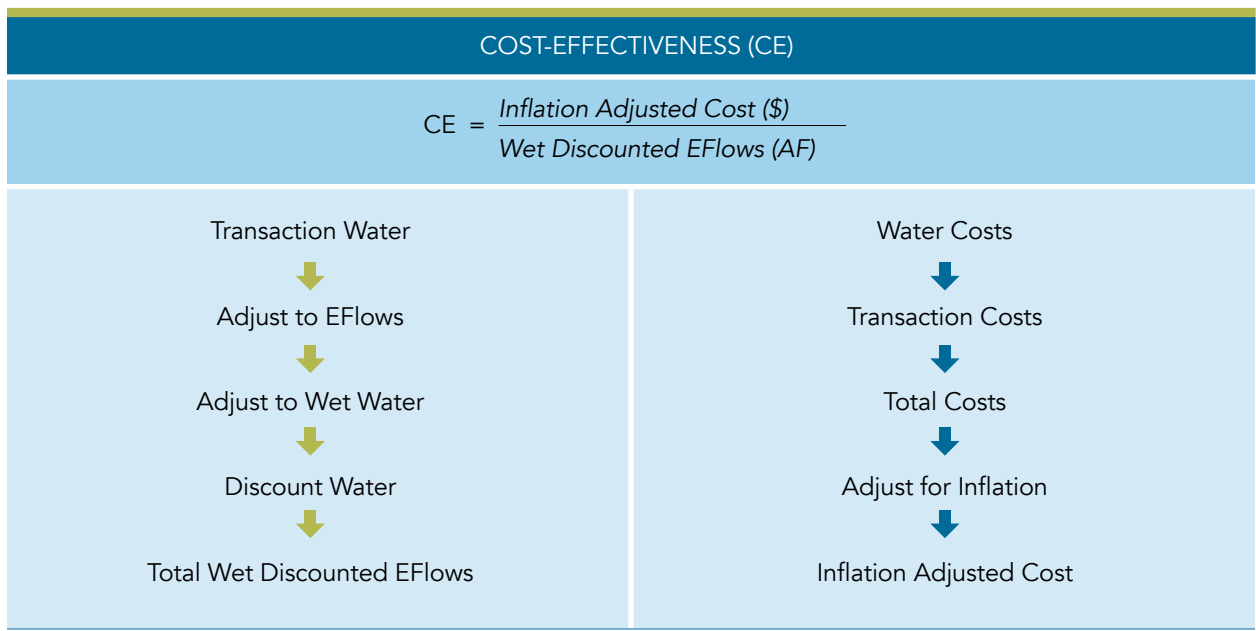 COST-EFFECTIVENESS (CE)
CE = Inflation Adjusted Cost ($)
Wet Discounted EFlows (AF)
Transaction Water
Adjust to EFlows
Adjust to Wet Water
Discount Water
Total Wet Discounted EFlows
Water Costs
Transaction Costs
Total Costs
Adjust for Inflation
Inflation Adjusted Cost